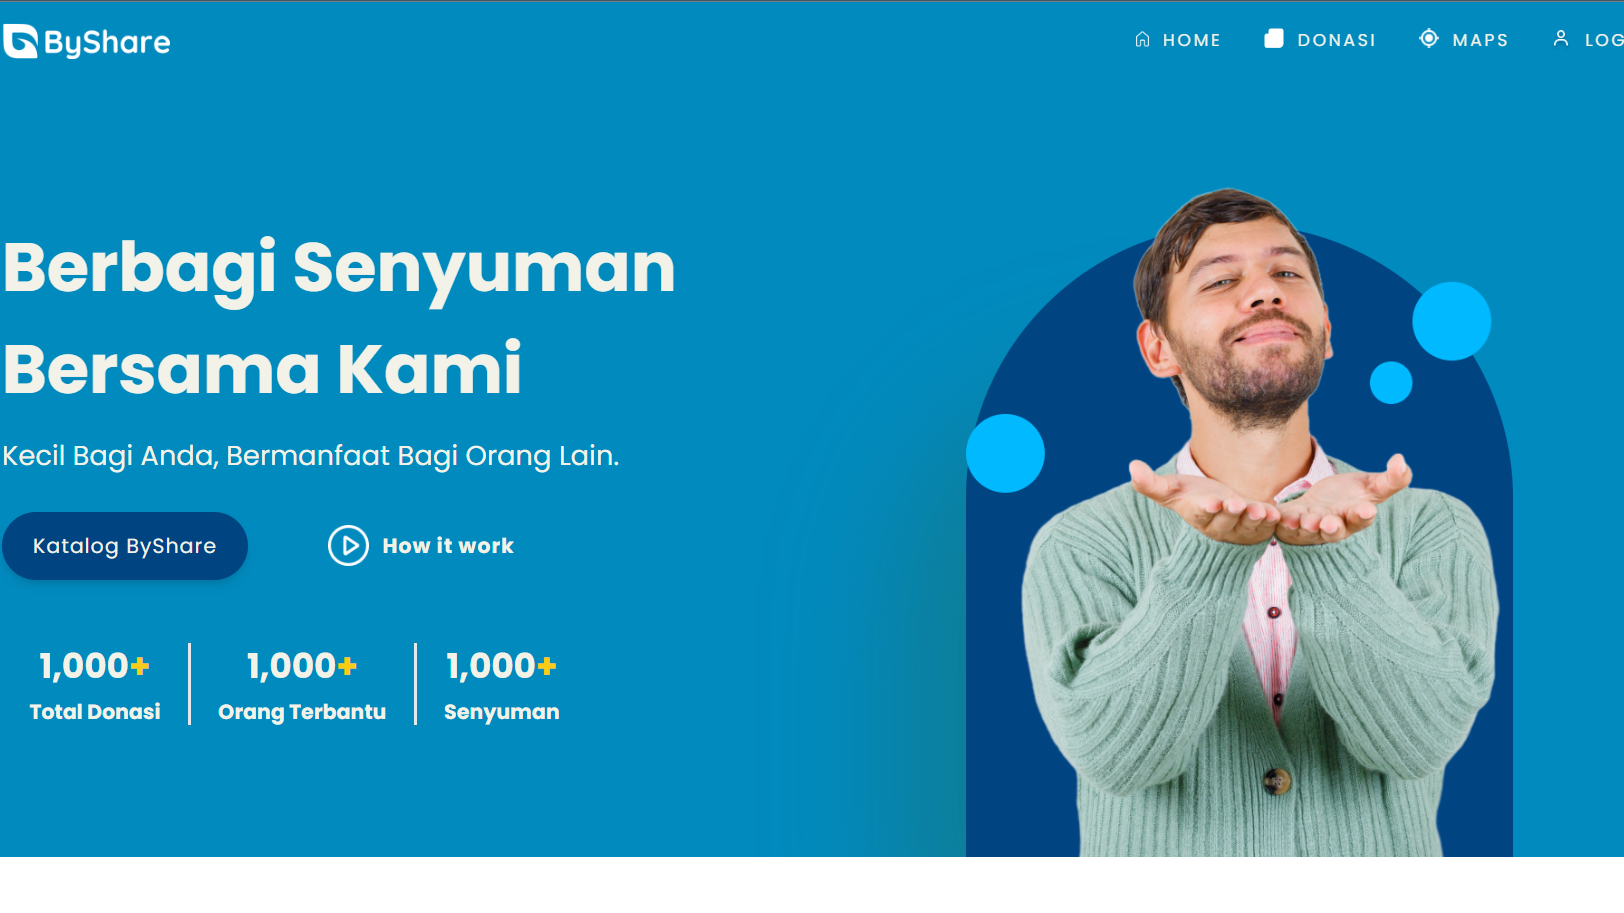 ByShare
HOME
DONASI
MAPS
LOG
Berbagi Senyuman
Bersama Kami
Kecil Bagi Anda, Bermanfaat Bagi Orang Lain.
Katalog ByShare
How it work
1,000+
Total Donasi
1,000+
Orang Terbantu
1,000+
Senyuman